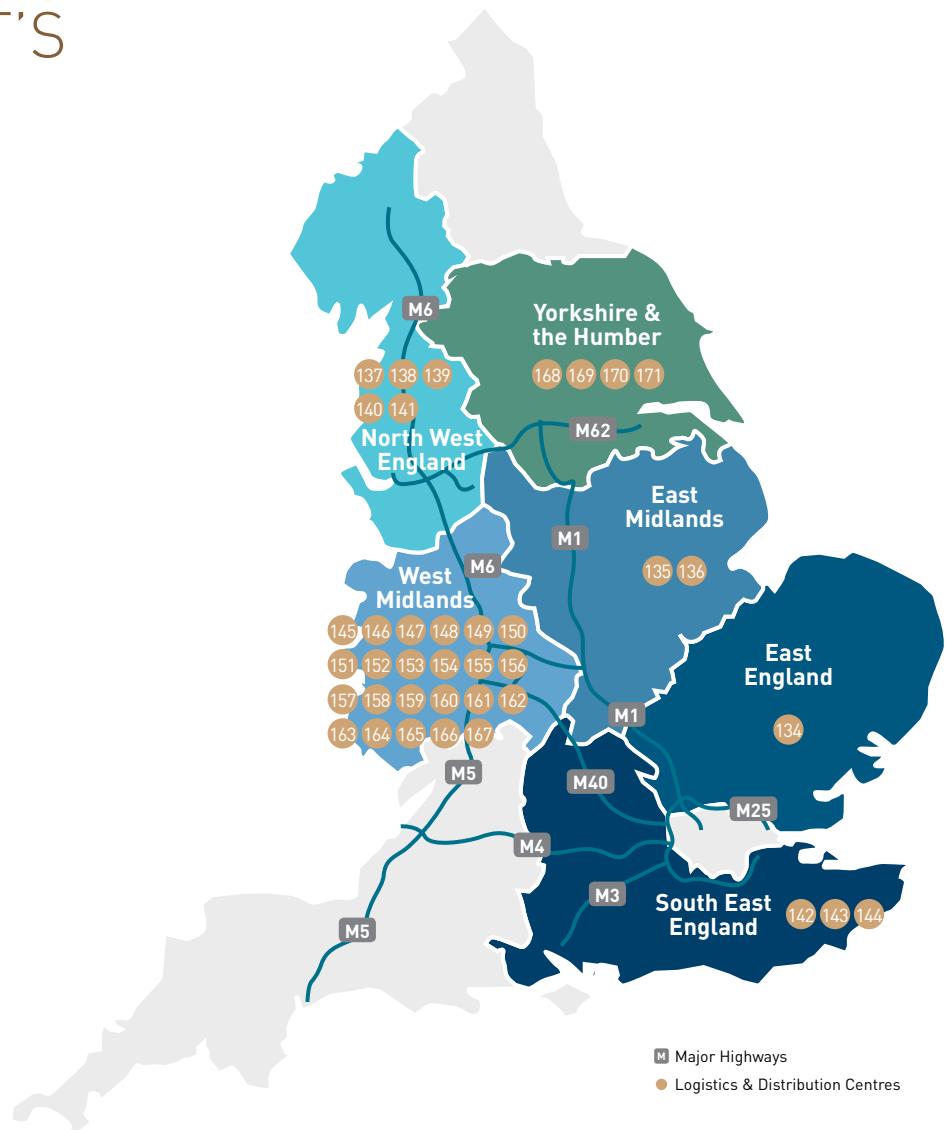 T’S
M6
Yorkshire &
the Humber
168 169 170 171
137 138 139
140 141
North West
England
M62
East
Midlands
M1
135 136
M6
West
Midlands
145 146 147 148 149 150
151 152 153 154 155 156
157 158 159 160 161 162
163 164 165 166 167
East
England
134
M1
M5
M40
M25
M4
M3
South East
England
142 143 144
M5
M Major Highways
Logistics & Distribution Centres